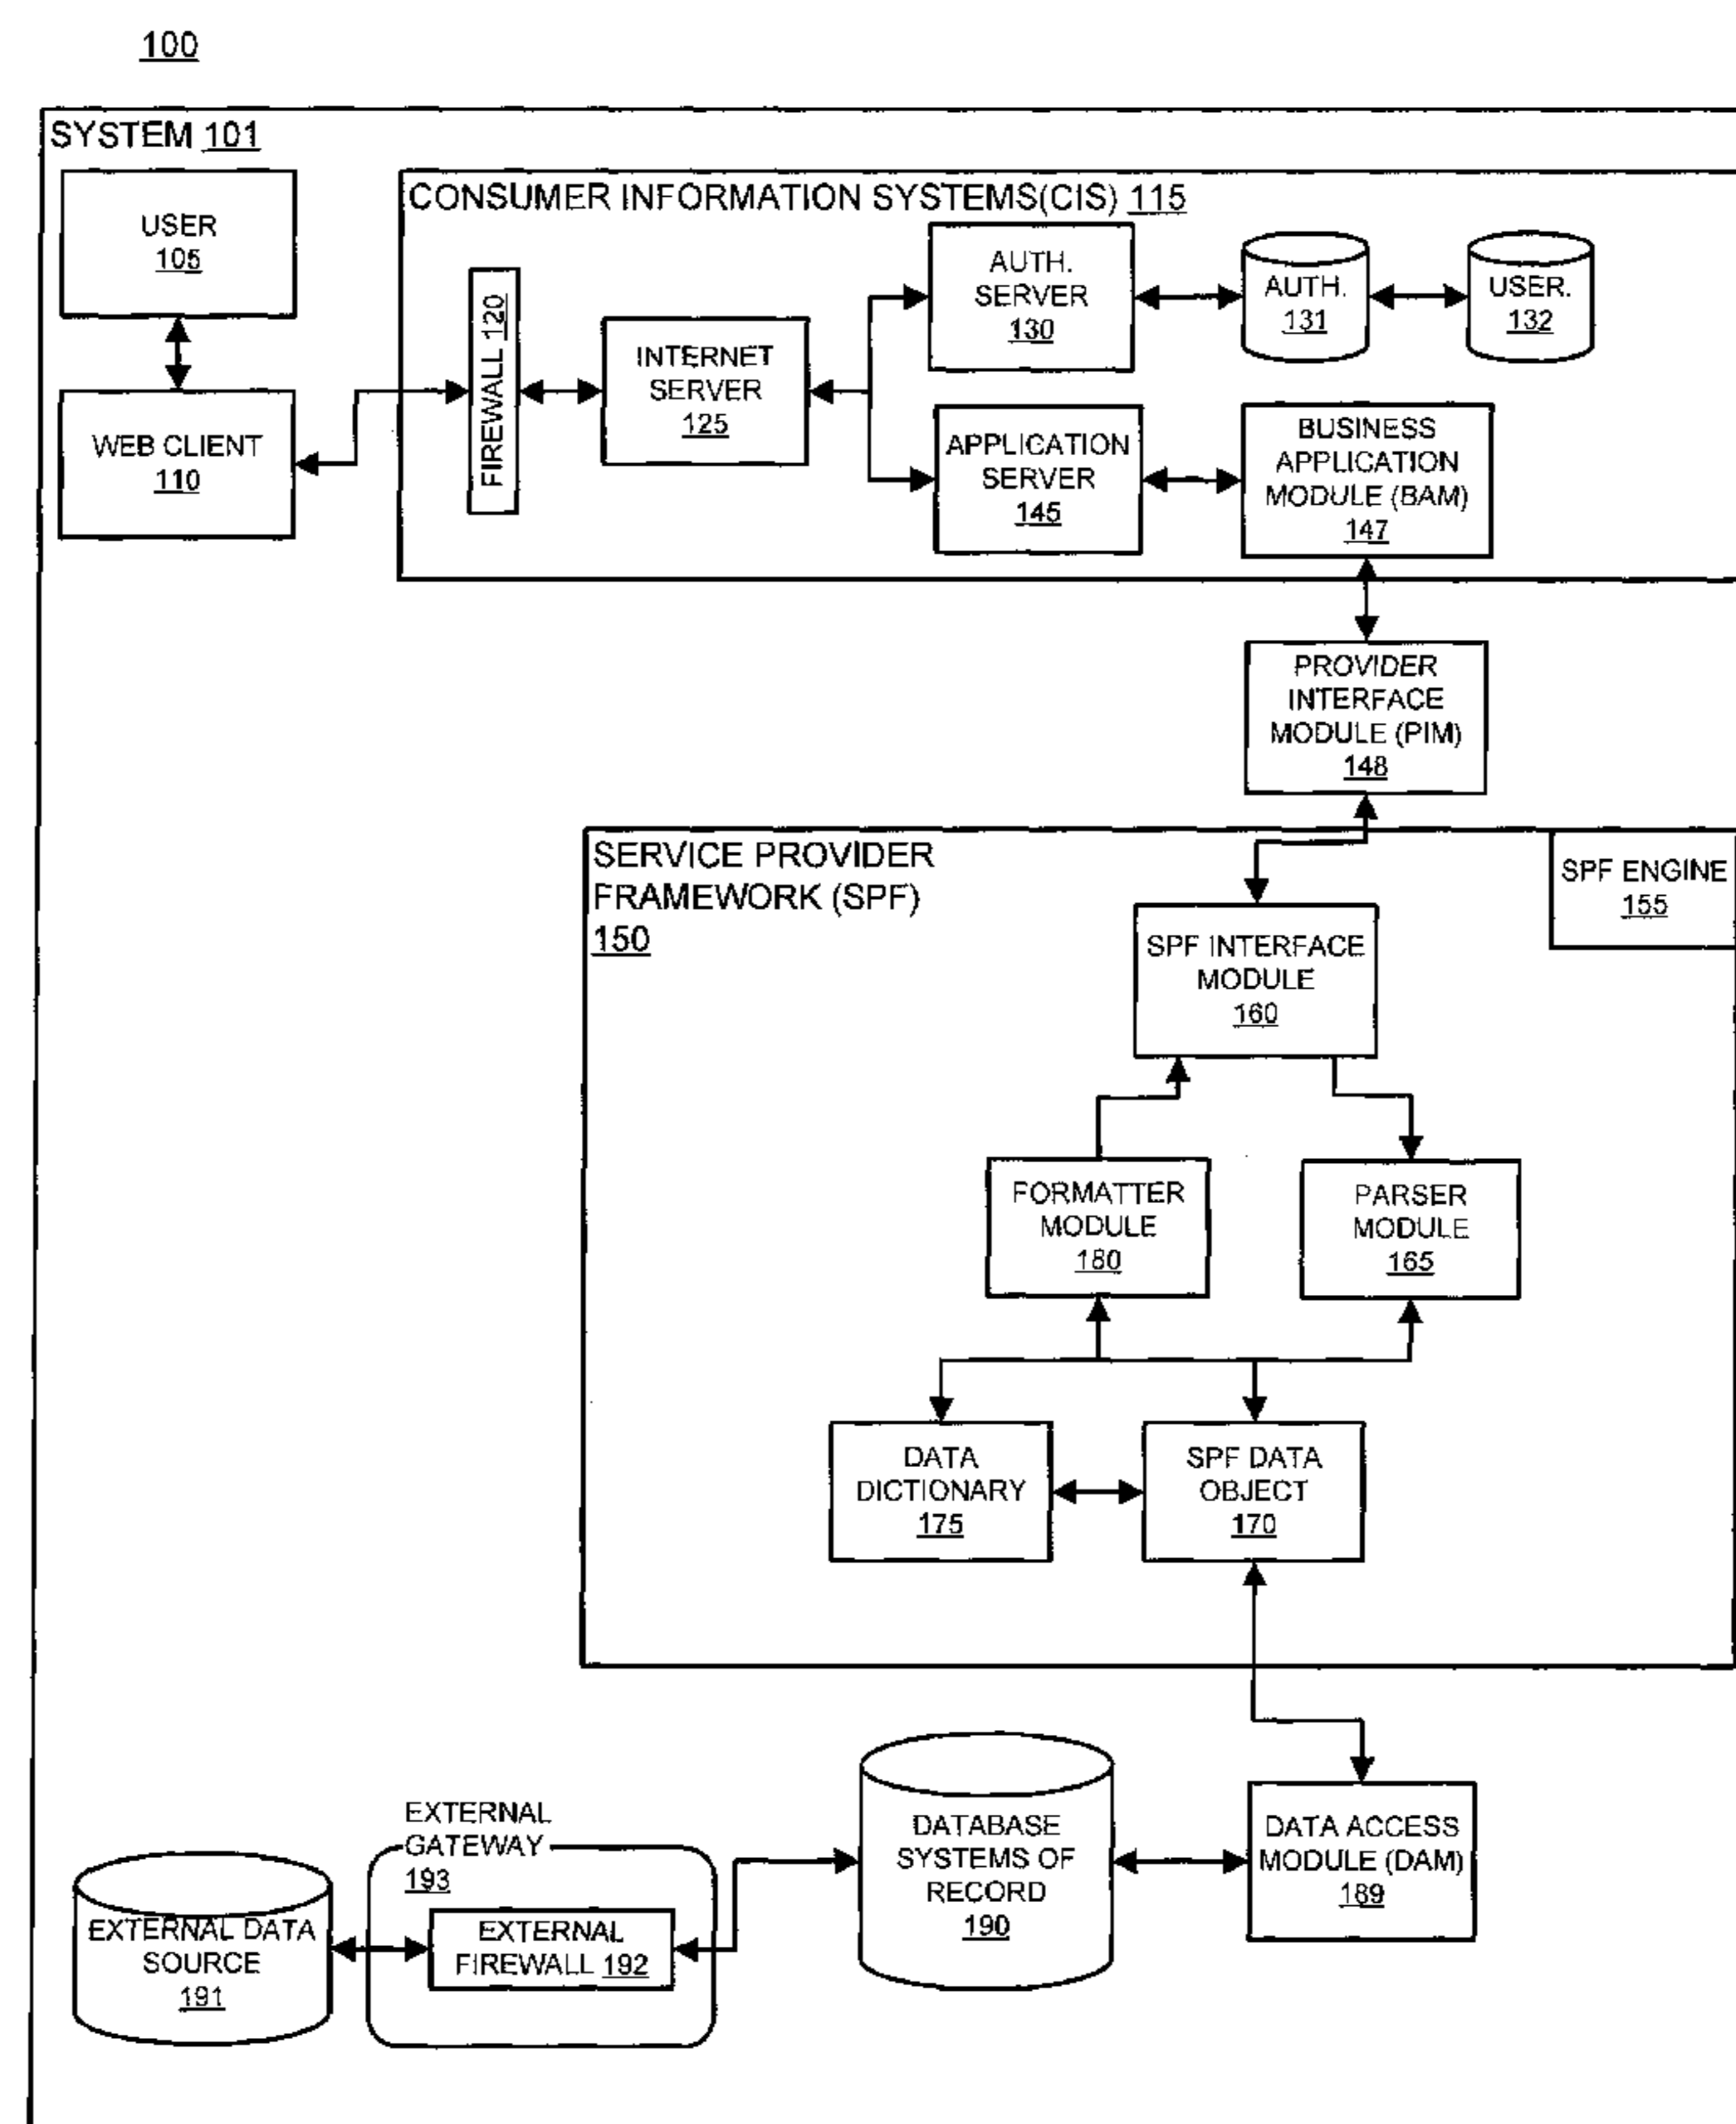 100
SYSTEM 101
USER
105
WEB CLIENT
110
CONSUMER INFORMATION SYSTEMS(CIS) 115
FIREWALL 120
INTERNET
SERVER
125
AUTH.
SERVER
130
AUTH.
131
USER.
132
APPLICATION
SERVER
145
BUSINESS
APPLICATION
MODULE (BAM)
147
PROVIDER
INTERFACE
MODULE (PIM)
148
SERVICE PROVIDER
FRAMEWORK (SPF)
150
SPF ENGINE
155
SPF INTERFACE
MODULE
160
FORMATTER
MODULE
180
PARSER
MODULE
165
DATA
DICTIONARY
175
SPF DATA
OBJECT
170
EXTERNAL DATA
SOURCE
191
EXTERNAL
GATEWAY
193
EXTERNAL
FIREWALL 192
DATABASE
SYSTEMS OF
RECORD
190
DATA ACCESS
MODULE (DAM)
189